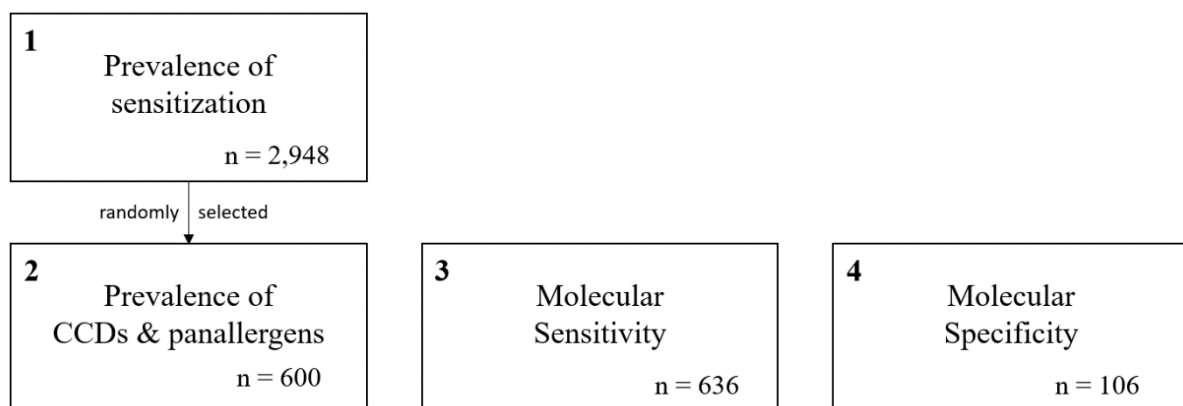 1
Prevalence of
sensitization
n = 2,948
randomly selected
2
Prevalence of
CCDs & panallergens
n = 600
3
Molecular
Sensitivity
n = 636
4
Molecular
Specificity
n = 106